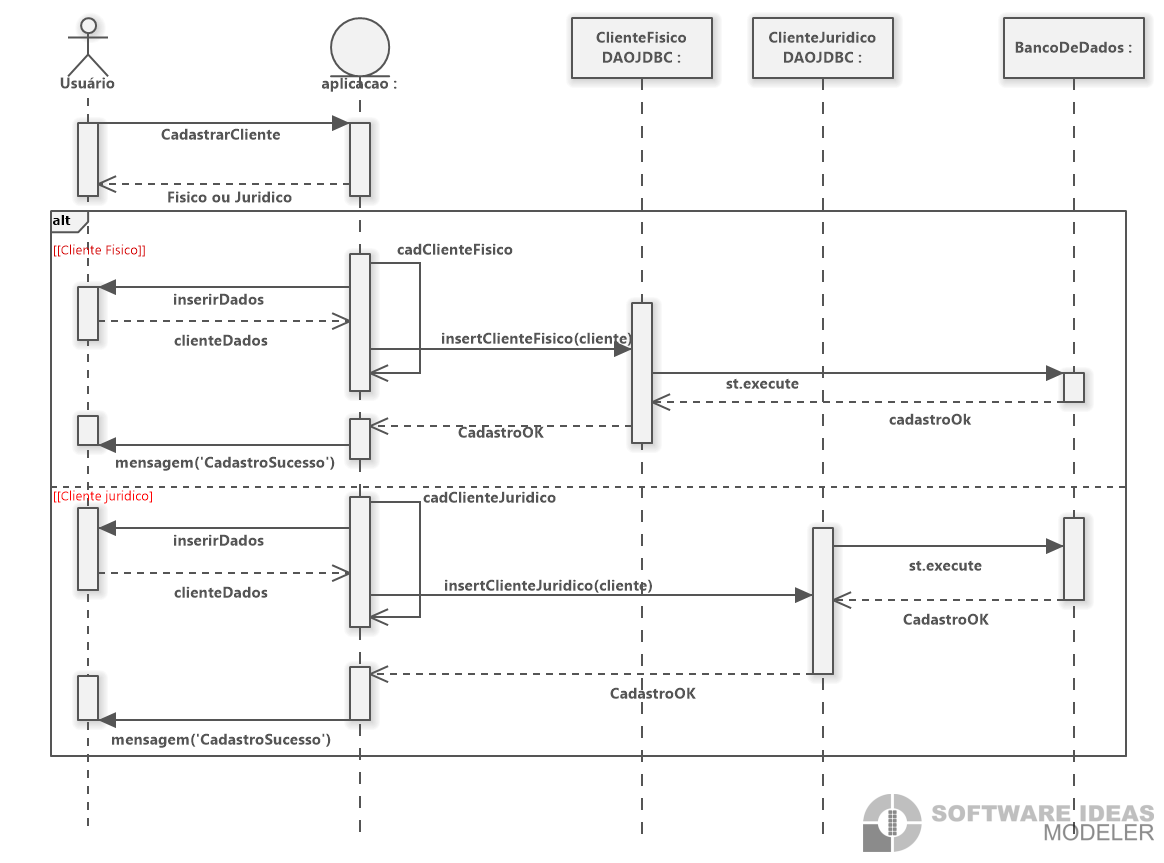 Usuário
aplicacao :
ClienteFisico
DAOJDBC :
ClienteJuridico
DAOJDBC :
BancoDeDados :
CadastrarCliente
Fisico ou Juridico
alt
[[Cliente Fisico]]
cadClienteFisico
inserirDados
clienteDados
insertClienteFisico(cliente)
st.execute
cadastroOk
CadastroOK
mensagem('CadastroSucesso')
[[Cliente juridico]
cadClienteJuridico
inserirDados
clienteDados
insertClienteJuridico(cliente)
st.execute
CadastroOK
CadastroOK
mensagem('CadastroSucesso')
SOFTWARE IDEAS
MODELER